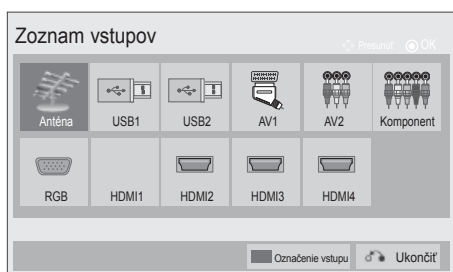 Zoznam vstupov
Presunúť OK
Anténa USB1 USB2 AV1 AV2 Komponent
RGB HDMI1 HDMI2 HDMI3 HDMI4
Označenie vstupu Ukončiť